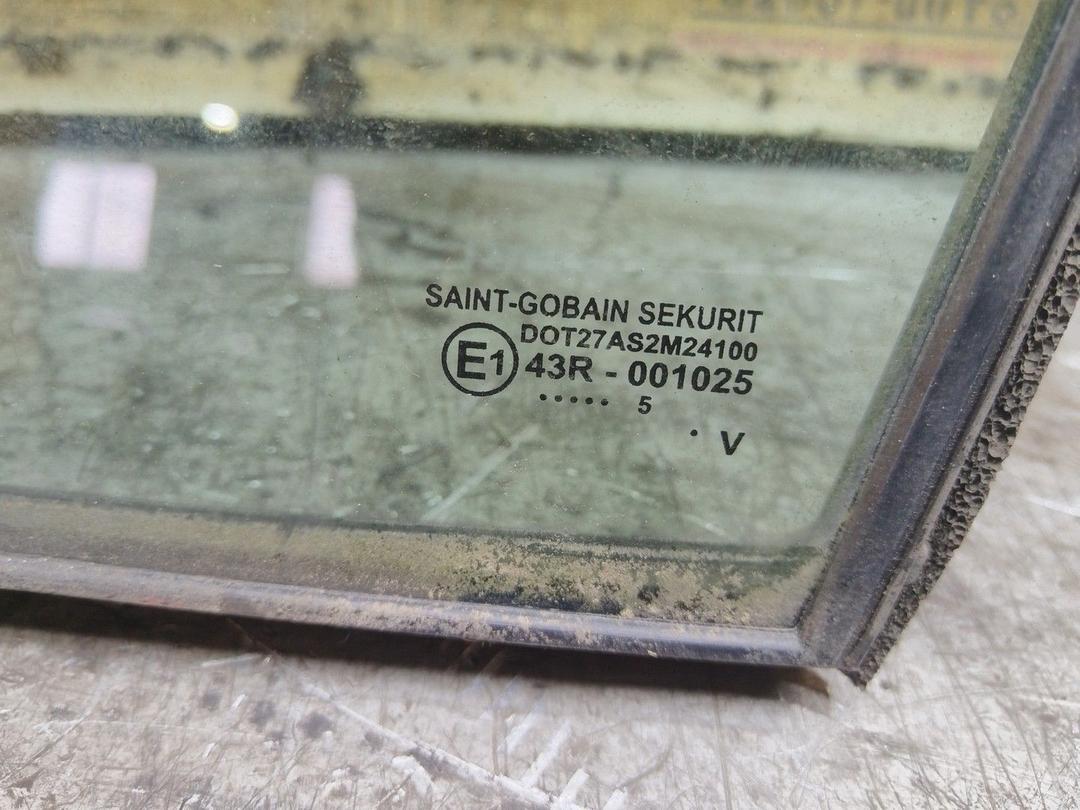 SAINT-GOBAIN SEKURIT
DOT27AS2M24100
E1 43R - 001025
..... 5
. V